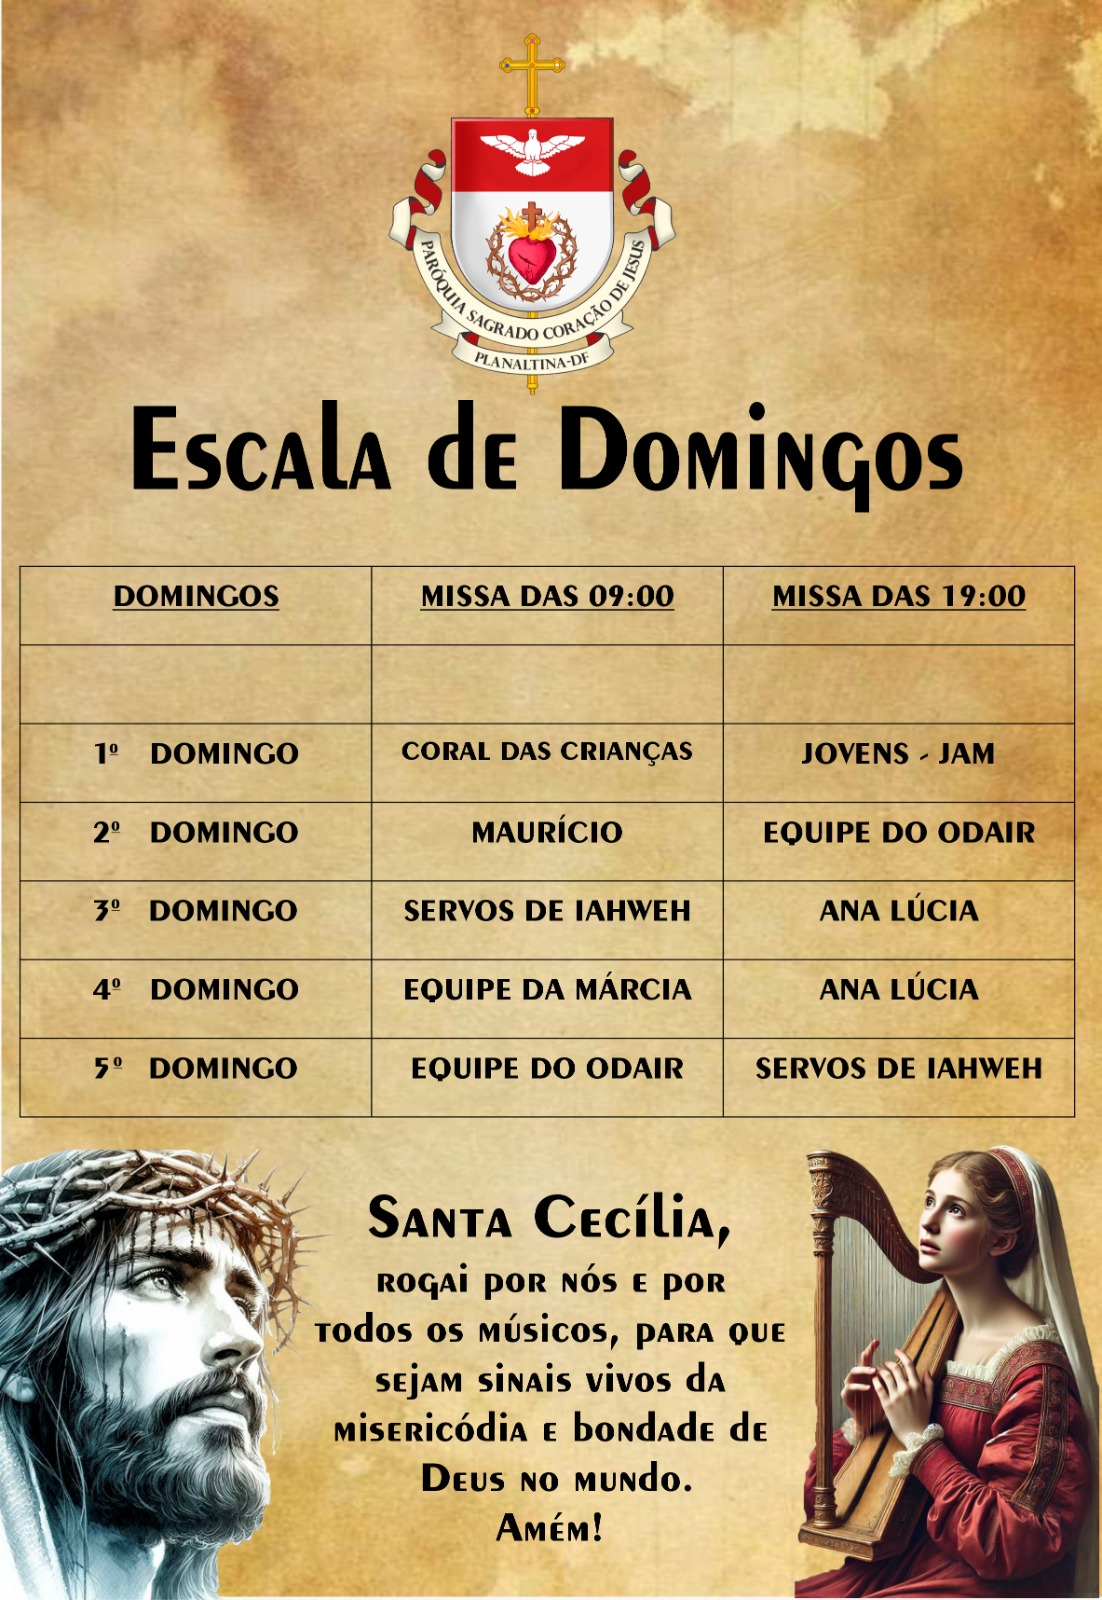 PARÓQUIA SAGRADO CORAÇÃO DE JESUS
PLANALTINA-DF
Escala de Domingos
DOMINGOS MISSA DAS 09:00 MISSA DAS 19:00
1º DOMINGO CORAL DAS CRIANÇAS JOVENS - JAM
2º DOMINGO MAURÍCIO EQUIPE DO ODAIR
3º DOMINGO SERVOS DE IAHWEH ANA LÚCIA
4º DOMINGO EQUIPE DA MÁRCIA ANA LÚCIA
5º DOMINGO EQUIPE DO ODAIR SERVOS DE IAHWEH
Santa Cecília,
rogai por nós e por
todos os músicos, para que
sejam sinais vivos da
misericódia e bondade de
Deus no mundo.
Amém!